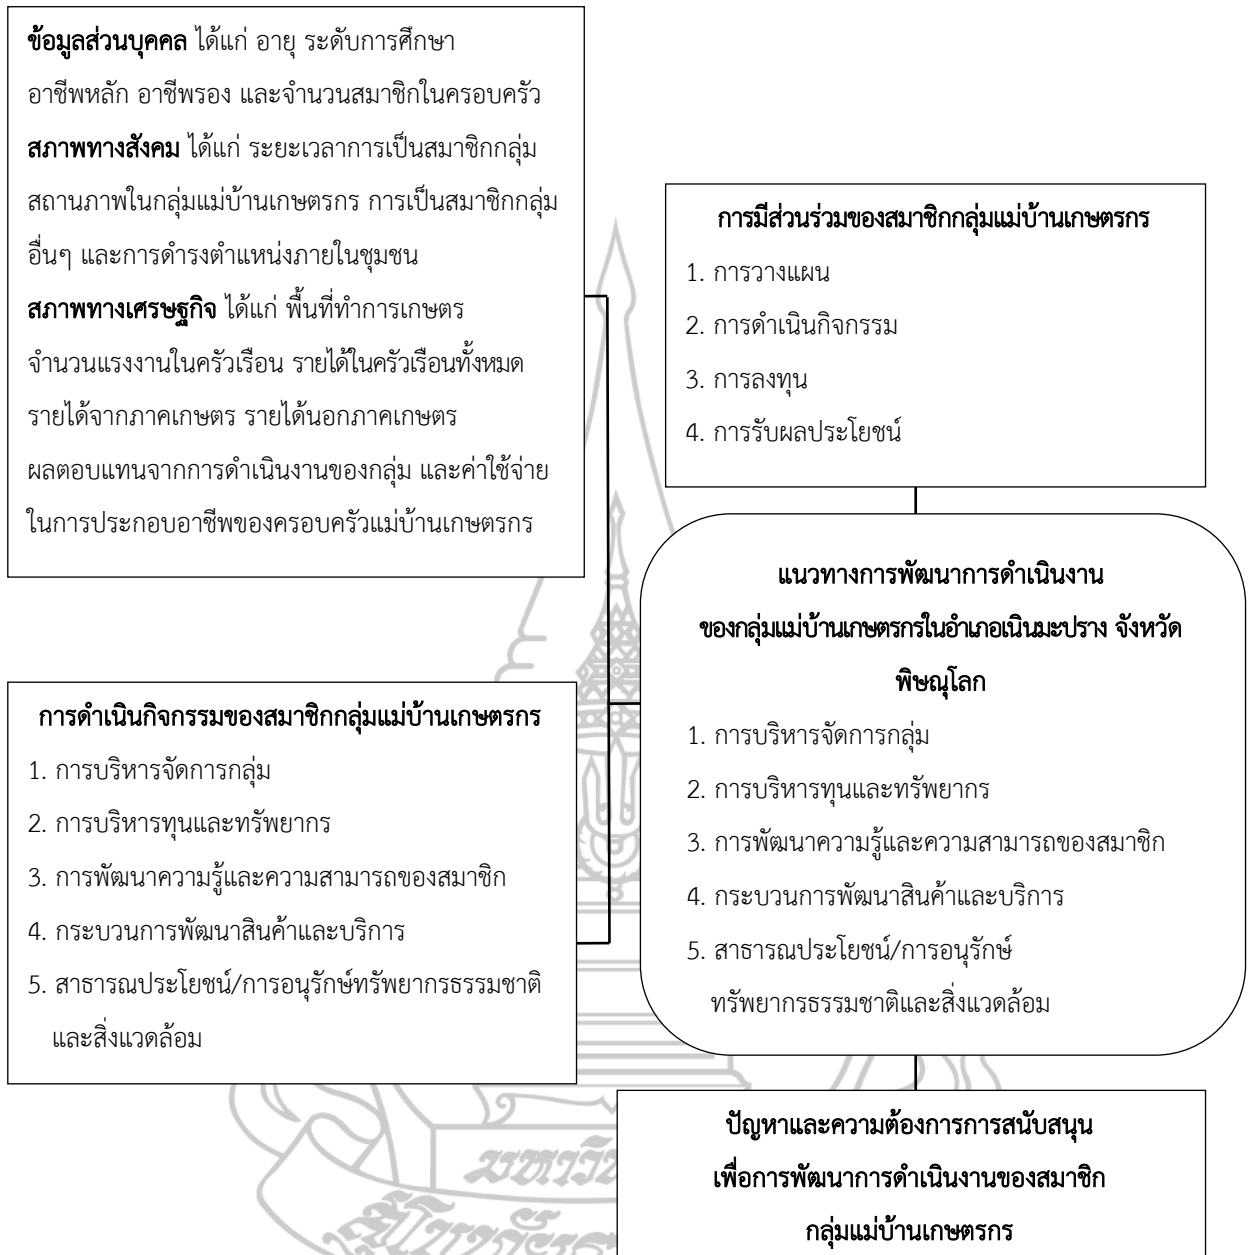 ข้อมูลส่วนบุคคล ได้แก่ อายุ ระดับการศึกษา
อาชีพหลัก อาชีพรอง และจำนวนสมาชิกในครอบครัว
สภาพทางสังคม ได้แก่ ระยะเวลาการเป็นสมาชิกกลุ่ม
สถานภาพในกลุ่มแม่บ้านเกษตรกร การเป็นสมาชิกกลุ่ม
อื่นๆ และการดำรงตำแหน่งภายในชุมชน
สภาพทางเศรษฐกิจ ได้แก่ พื้นที่ทำการเกษตร
จำนวนแรงงานในครัวเรือน รายได้ในครัวเรือนทั้งหมด
รายได้จากภาคเกษตร รายได้นอกภาคเกษตร
ผลตอบแทนจากการดำเนินงานของกลุ่ม และค่าใช้จ่าย
ในการประกอบอาชีพของครอบครัวแม่บ้านเกษตรกร
การมีส่วนร่วมของสมาชิกกลุ่มแม่บ้านเกษตรกร
1. การวางแผน
2. การดำเนินกิจกรรม
3. การลงทุน
4. การรับผลประโยชน์
แนวทางการพัฒนาการดำเนินงาน
ของกลุ่มแม่บ้านเกษตรกรในอำเภอเนินมะปราง จังหวัด
พิษณุโลก
1. การบริหารจัดการกลุ่ม
2. การบริหารทุนและทรัพยากร
3. การพัฒนาความรู้และความสามารถของสมาชิก
4. กระบวนการพัฒนาสินค้าและบริการ
5. สาธารณประโยชน์/การอนุรักษ์
ทรัพยากรธรรมชาติและสิ่งแวดล้อม
การดำเนินกิจกรรมของสมาชิกกลุ่มแม่บ้านเกษตรกร
1. การบริหารจัดการกลุ่ม
2. การบริหารทุนและทรัพยากร
3. การพัฒนาความรู้และความสามารถของสมาชิก
4. กระบวนการพัฒนาสินค้าและบริการ
5. สาธารณประโยชน์/การอนุรักษ์ทรัพยากรธรรมชาติ
และสิ่งแวดล้อม
ปัญหาและความต้องการการสนับสนุน
เพื่อการพัฒนาการดำเนินงานของสมาชิก
กลุ่มแม่บ้านเกษตรกร